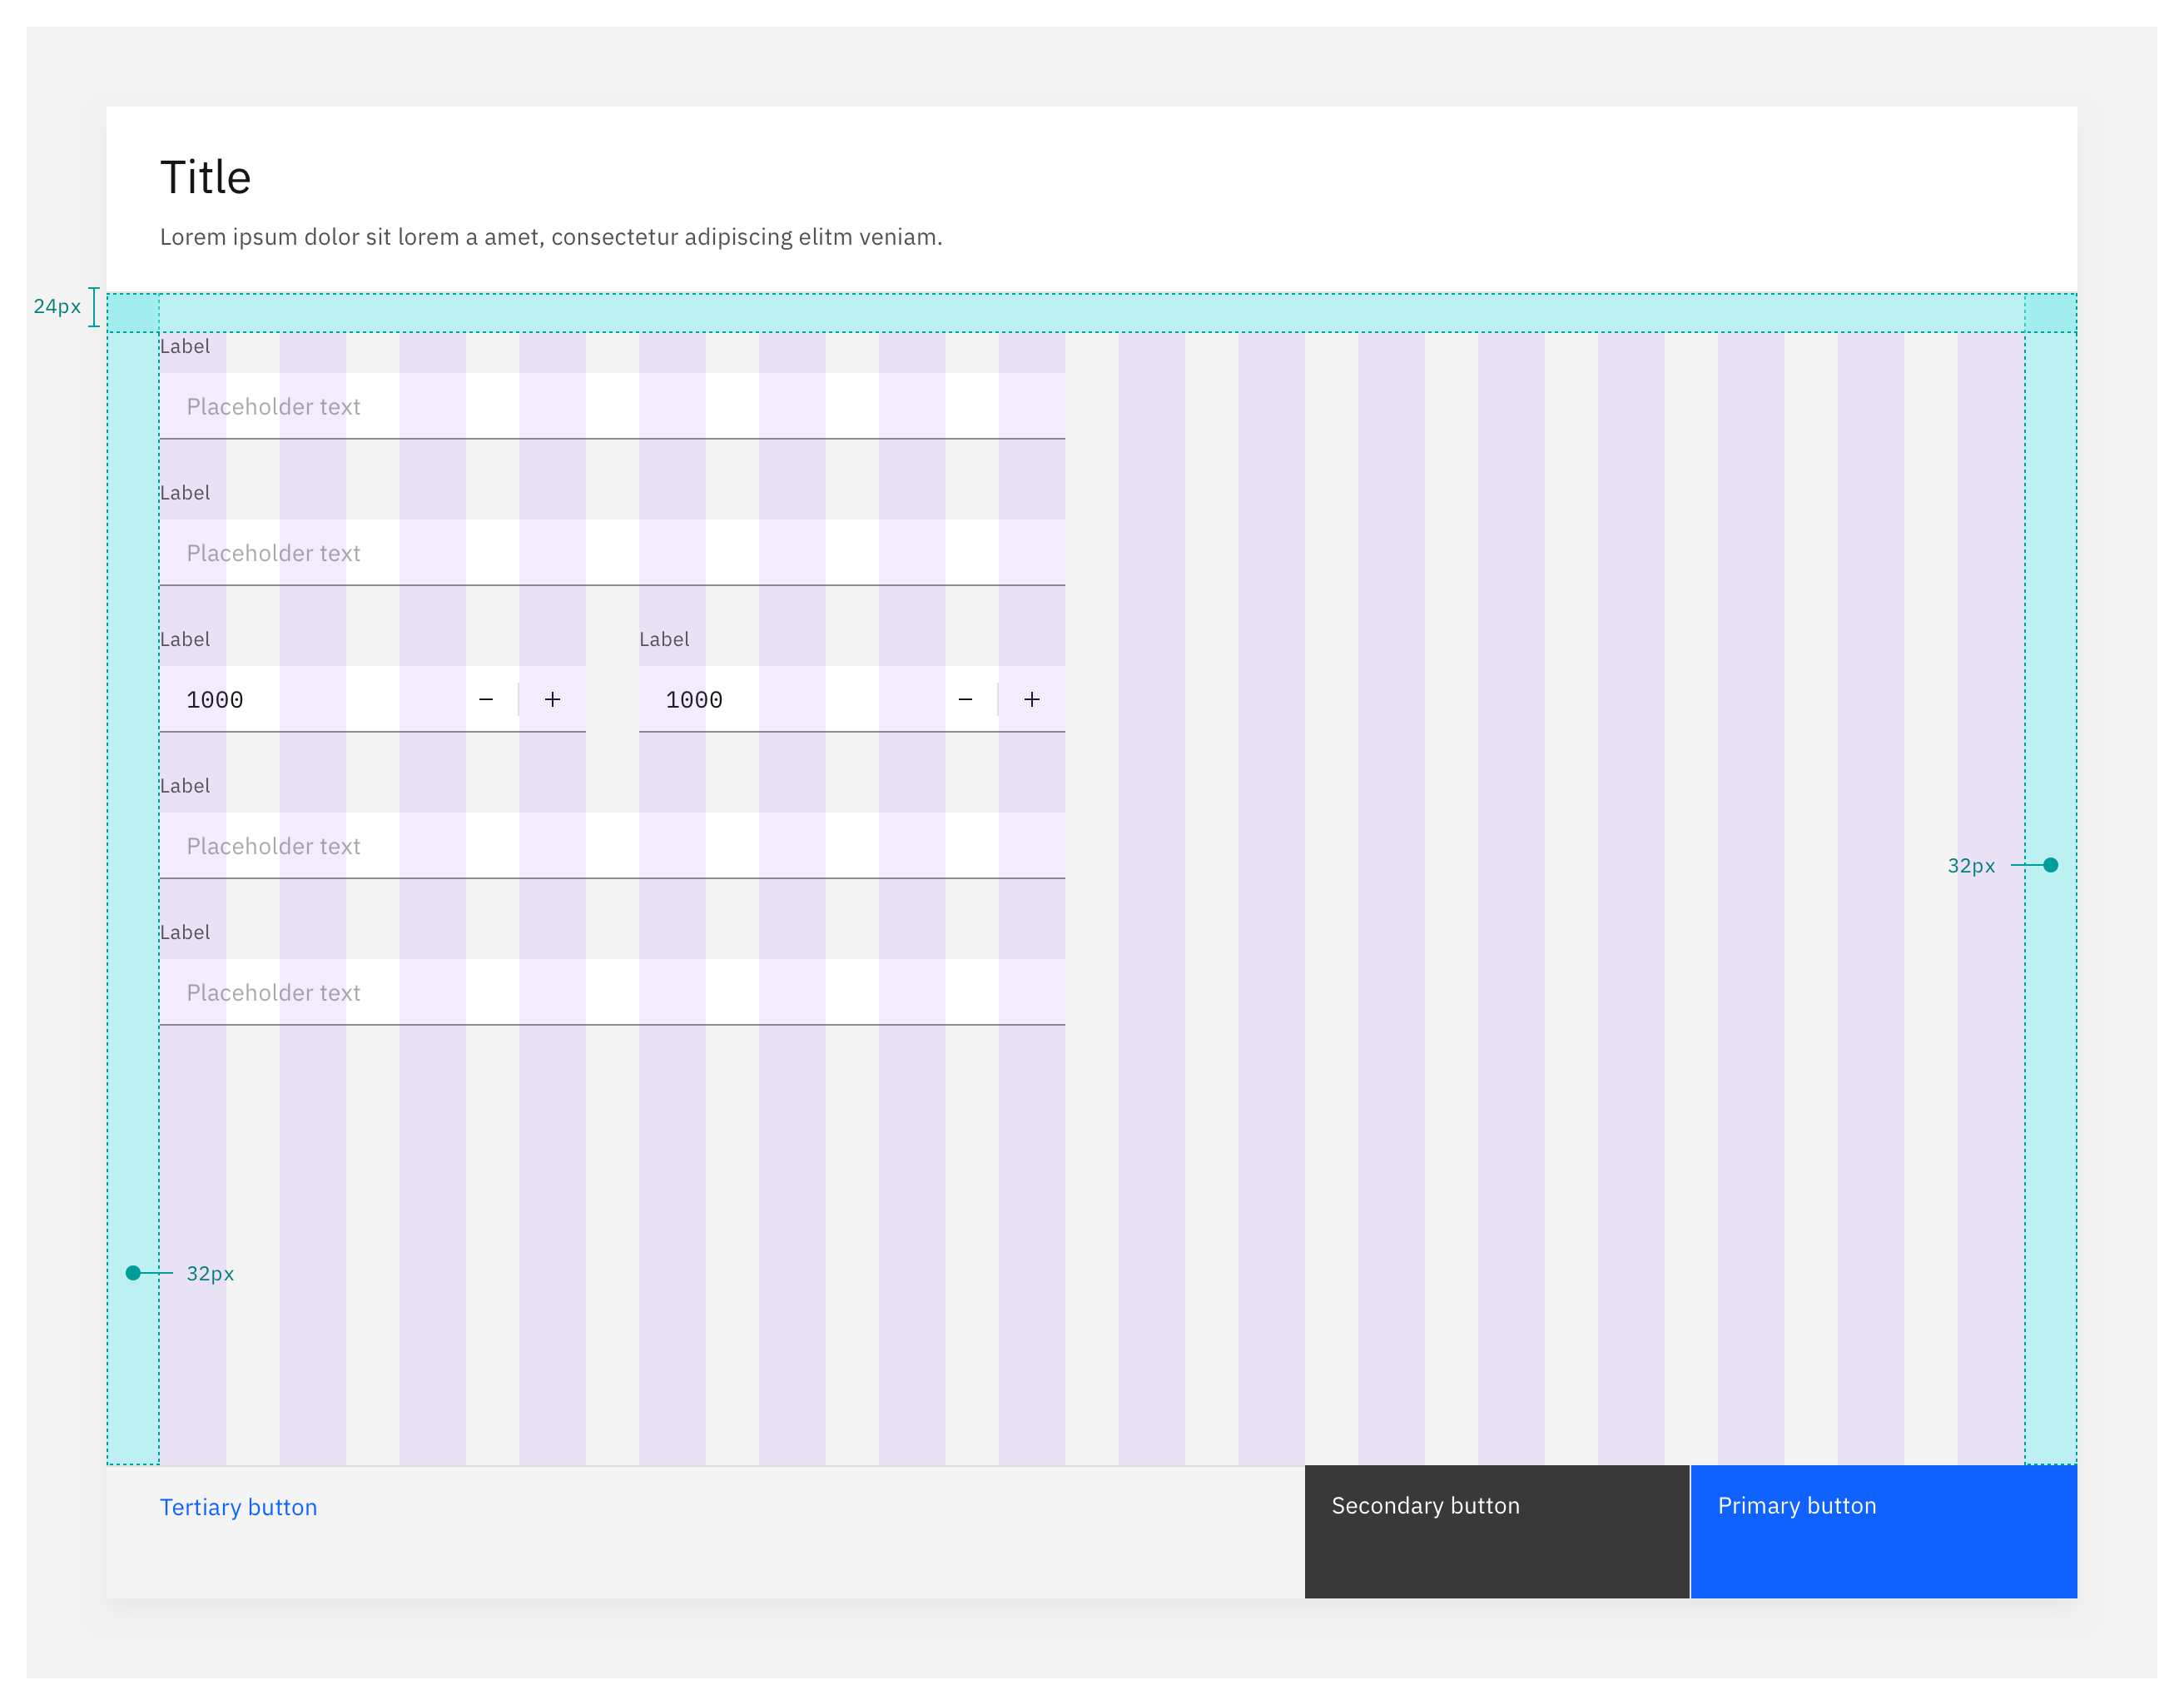 Title
Lorem ipsum dolor sit lorem a amet, consectetur adipiscing elitm veniam.
24px
Label
Placeholder text
Label
Placeholder text
Label Label
1000 − + 1000 − +
Label
Placeholder text
32px
Label
Placeholder text
32px
Tertiary button Secondary button Primary button